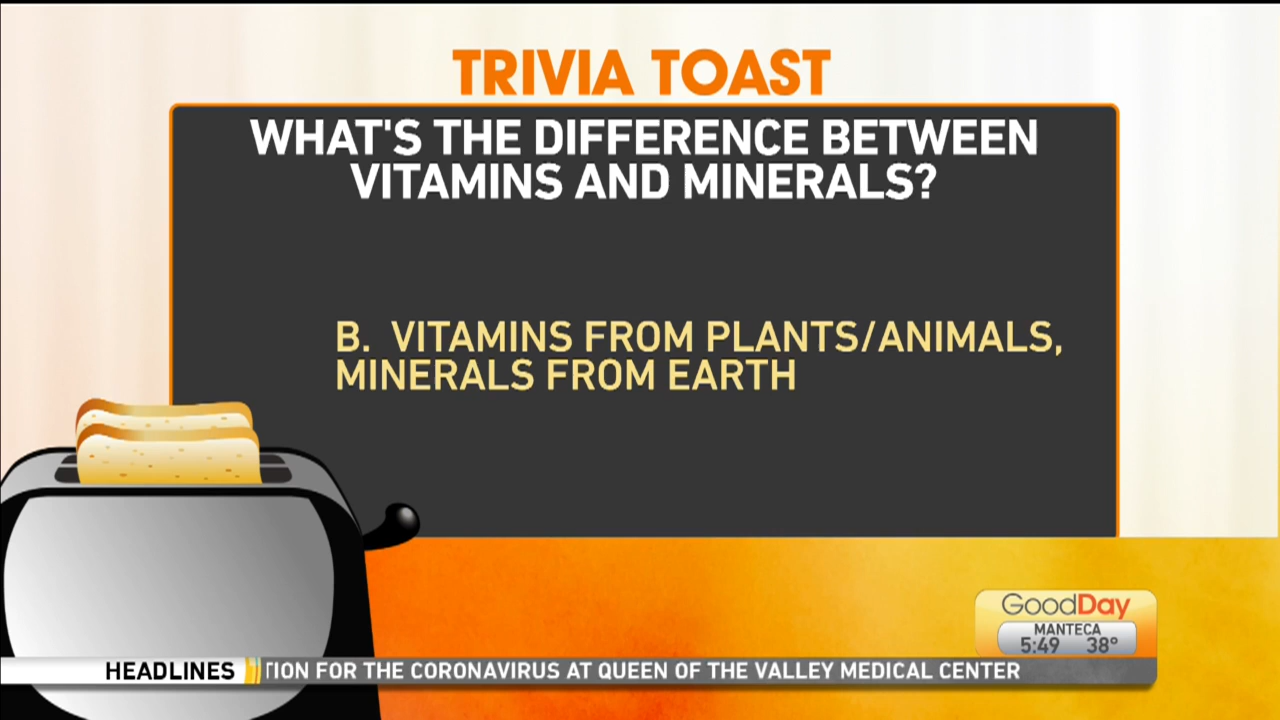 TRIVIA TOAST
WHAT'S THE DIFFERENCE BETWEEN
VITAMINS AND MINERALS?
B. VITAMINS FROM PLANTS/ANIMALS,
MINERALS FROM EARTH
GoodDay
MANTECA
5:49 38°
HEADLINES TION FOR THE CORONAVIRUS AT QUEEN OF THE VALLEY MEDICAL CENTER